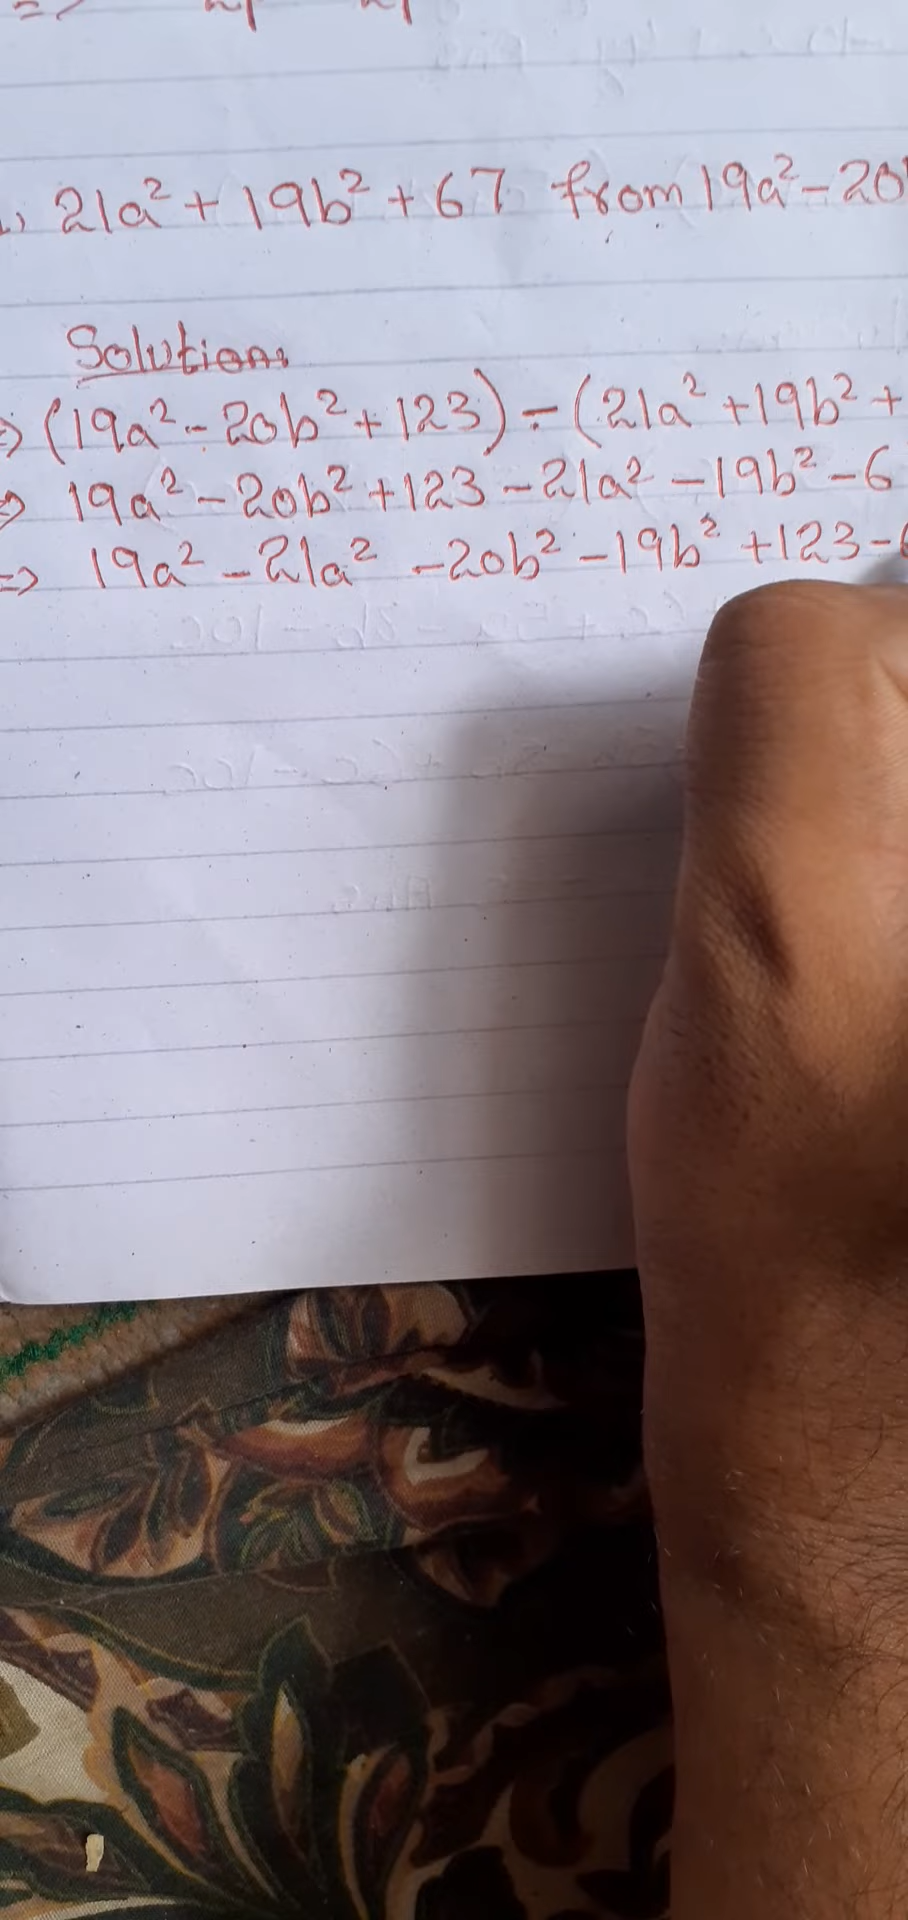 21a² + 19b² + 67 from 19a² - 20
Solution:
⇒ (19a² - 20b² + 123) - (21a² + 19b² +
⇒ 19a² - 20b² + 123 - 21a² - 19b² - 6
⇒ 19a² - 21a² - 20b² - 19b² + 123 -